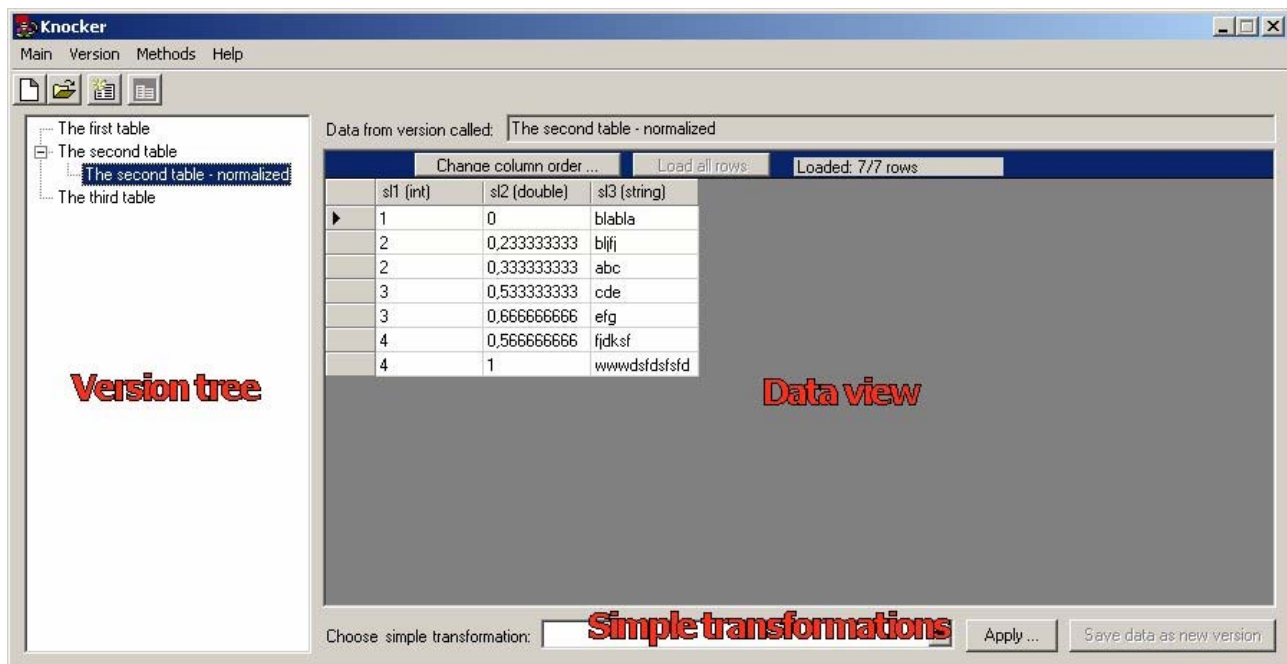 Knocker
Main Version Methods Help
The first table
The second table
The second table - normalized
The third table
Version tree
Data from version called: The second table - normalized
Change column order ... Load all rows Loaded: 7/7 rows
sl1 (int) sl2 (double) sl3 (string)
1 0 blabla
2 0,233333333 bljfj
2 0,333333333 abc
3 0,533333333 cde
3 0,666666666 efg
4 0,566666666 fjdksf
4 1 wwwdsfdsfsfd
Data view
Choose simple transformation: Simple transformations Apply ... Save data as new version